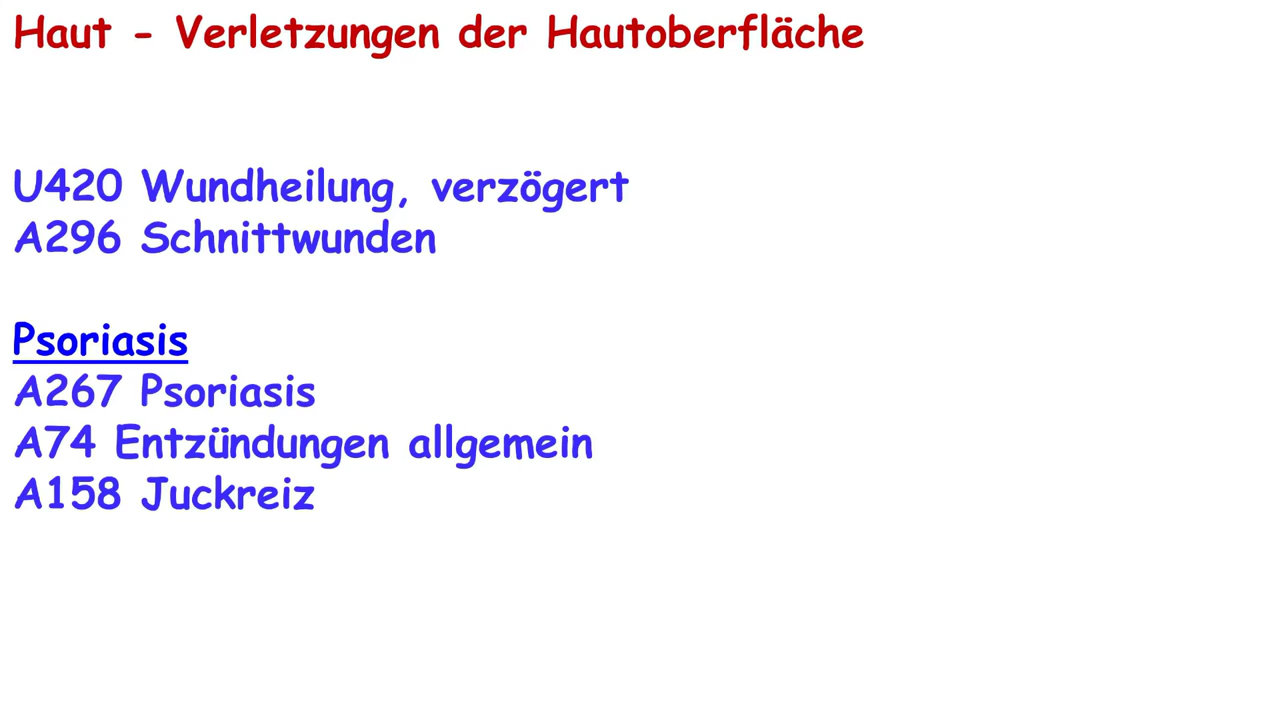 Haut - Verletzungen der Hautoberfläche
U420 Wundheilung, verzögert
A296 Schnittwunden
Psoriasis
A267 Psoriasis
A74 Entzündungen allgemein
A158 Juckreiz